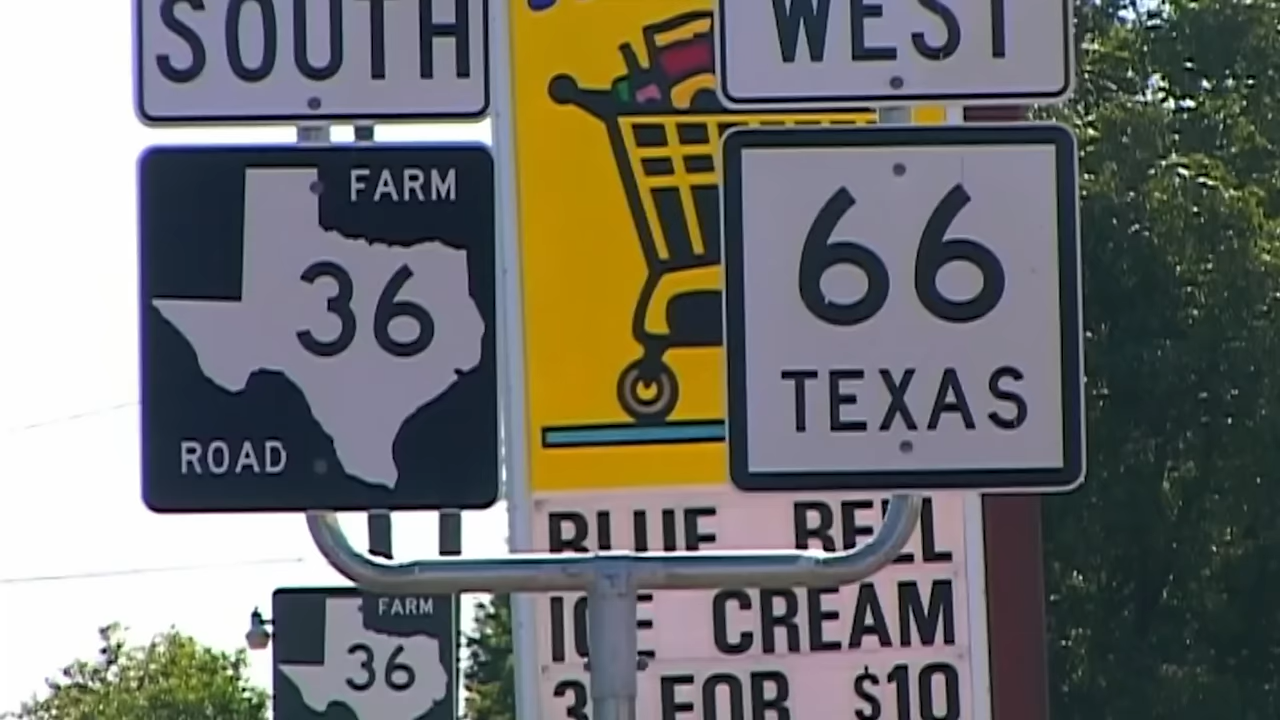 SOUTH
FARM
36
ROAD
WEST
66
TEXAS
BLUE BELL
ICE CREAM
3 FOR $10
FARM
36